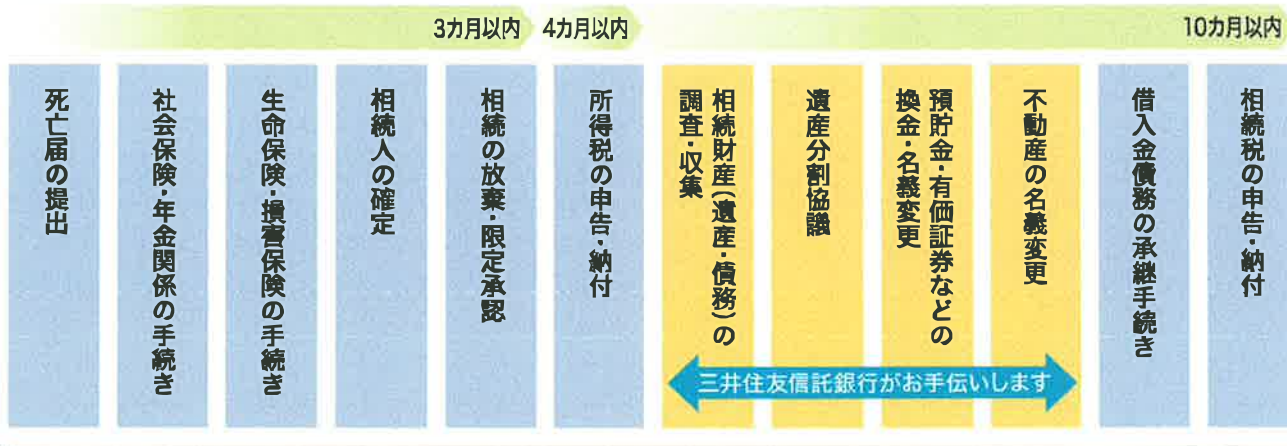 3カ月以内
4カ月以内
10カ月以内
死亡届の提出
社会保険・年金関係の手続き
生命保険・損害保険の手続き
相続人の確定
相続の放棄・限定承認
所得税の申告・納付
相続財産(遺産・債務)の
調査・収集
遺産分割協議
預貯金・有価証券などの
換金・名義変更
不動産の名義変更
借入金債務の承継手続き
相続税の申告・納付
三井住友信託銀行がお手伝いします